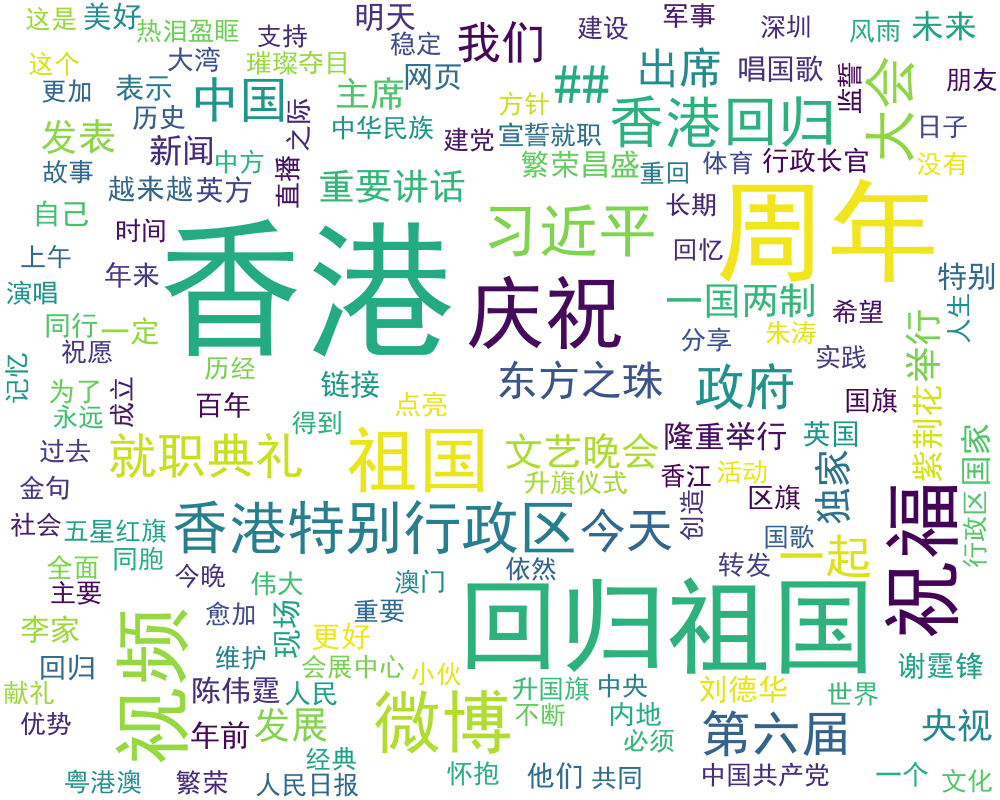 这是
美好
热泪盈眶
支持
明天
稳定
我们
建设
军事
深圳
风雨
未来
这个
大湾
璀璨夺目
网页
##
出席
唱国歌
监誓
大会
朋友
更加
表示
中国
之际
主席
方针
香港回归
日子
发表
历史
新闻
中方
直播
中华民族
建党
宣誓就职
繁荣昌盛
重回
体育
行政长官
没有
故事
越来越
英方
重要讲话
习近平
长期
周年
自己
时间
香港
庆祝
回忆
上午
年来
一国两制
特别
演唱
希望
人生
同行
一定
祝愿
历经
分享
朱涛
实践
举行
记忆
为了
成立
百年
链接
点亮
东方之珠
政府
国旗
紫荆花
永远
得到
过去
就职典礼
祖国
文艺晚会
隆重举行
英国
国家
金句
升旗仪式
香江
活动
独家
社会
五星红旗
香港特别行政区
今天
创造
区旗
国歌
祝福
行政区
全面
同胞
今晚
伟大
澳门
依然
转发
一起
主要
愈加
重要
回归祖国
李家
视频
现场
更好
回归
维护
会展中心
小伙
谢霆锋
献礼
陈伟霆
人民
微博
升国旗
中央
刘德华
世界
优势
年前
发展
不断
内地
第六届
央视
经典
必须
粤港澳
繁荣
人民日报
怀抱
他们
共同
中国共产党
一个
文化